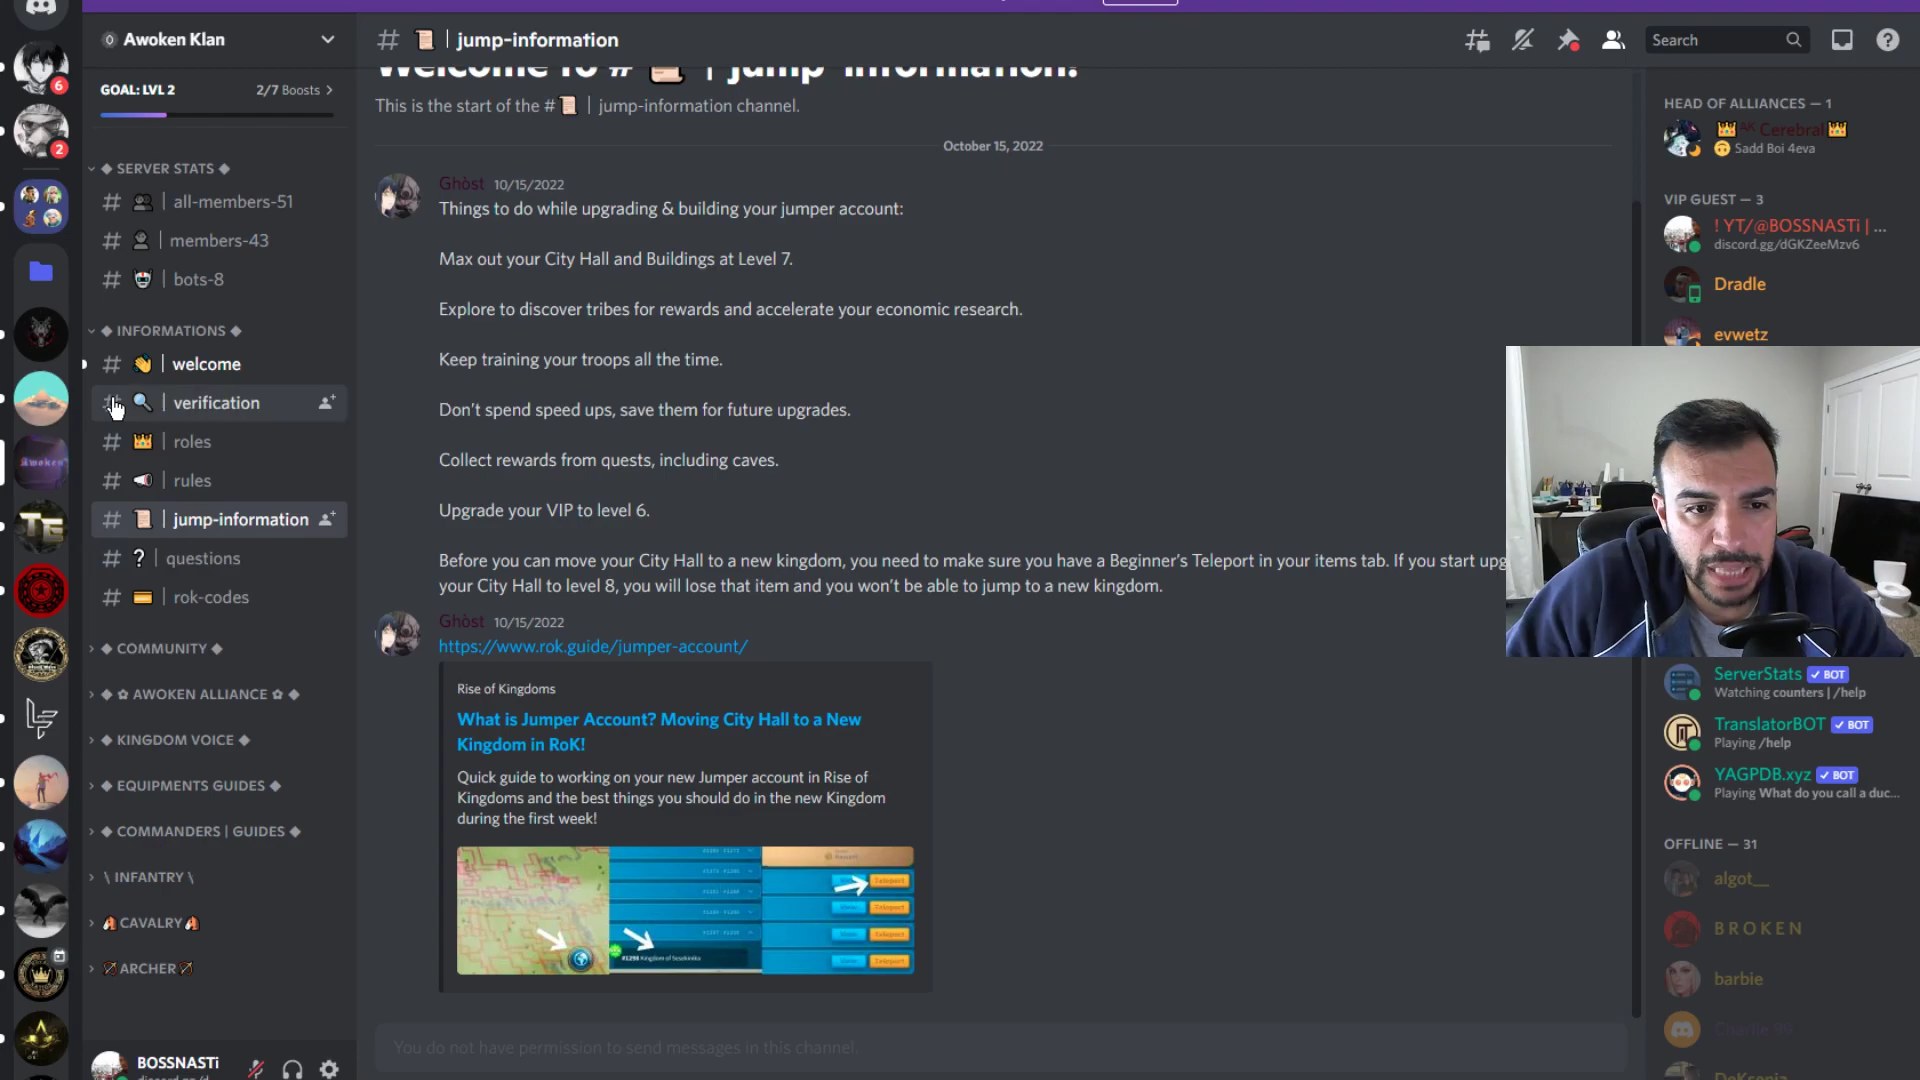 Awoken Klan
GOAL: LVL 2
2/7 Boosts
◆ SERVER STATS ◆
all-members-51
members-43
bots-8
◆ INFORMATIONS ◆
welcome
verification
roles
rules
jump-information
questions
rok-codes
◆ COMMUNITY ◆
◆ ✿ AWOKEN ALLIANCE ✿ ◆
◆ KINGDOM VOICE ◆
◆ EQUIPMENTS GUIDES ◆
◆ COMMANDERS | GUIDES ◆
\ INFANTRY \
CAVALRY
ARCHER
BOSSNASTi
6
2
Awoken
TE
# 📜 | jump-information
Search
Welcome to # 📜 | jump-information!
This is the start of the #📜 | jump-information channel.
October 15, 2022
Ghòst 10/15/2022
Things to do while upgrading & building your jumper account:
Max out your City Hall and Buildings at Level 7.
Explore to discover tribes for rewards and accelerate your economic research.
Keep training your troops all the time.
Don't spend speed ups, save them for future upgrades.
Collect rewards from quests, including caves.
Upgrade your VIP to level 6.
Before you can move your City Hall to a new kingdom, you need to make sure you have a Beginner's Teleport in your items tab. If you start upg
your City Hall to level 8, you will lose that item and you won't be able to jump to a new kingdom.
Ghòst 10/15/2022
https://www.rok.guide/jumper-account/
Rise of Kingdoms
What is Jumper Account? Moving City Hall to a New
Kingdom in RoK!
Quick guide to working on your new Jumper account in Rise of
Kingdoms and the best things you should do in the new Kingdom
during the first week!
You do not have permission to send messages in this channel.
HEAD OF ALLIANCES — 1
👑ᴬᴷ Cerebral👑
🙃 Sadd Boi 4eva
VIP GUEST — 3
! YT/@BOSSNASTi | ...
discord.gg/dGKZeeMzv6
Dradle
evwetz
ServerStats ✓ BOT
Watching counters | /help
TranslatorBOT ✓ BOT
Playing /help
YAGPDB.xyz ✓ BOT
Playing What do you call a duc...
OFFLINE — 31
algot__
B R O K E N
barbie